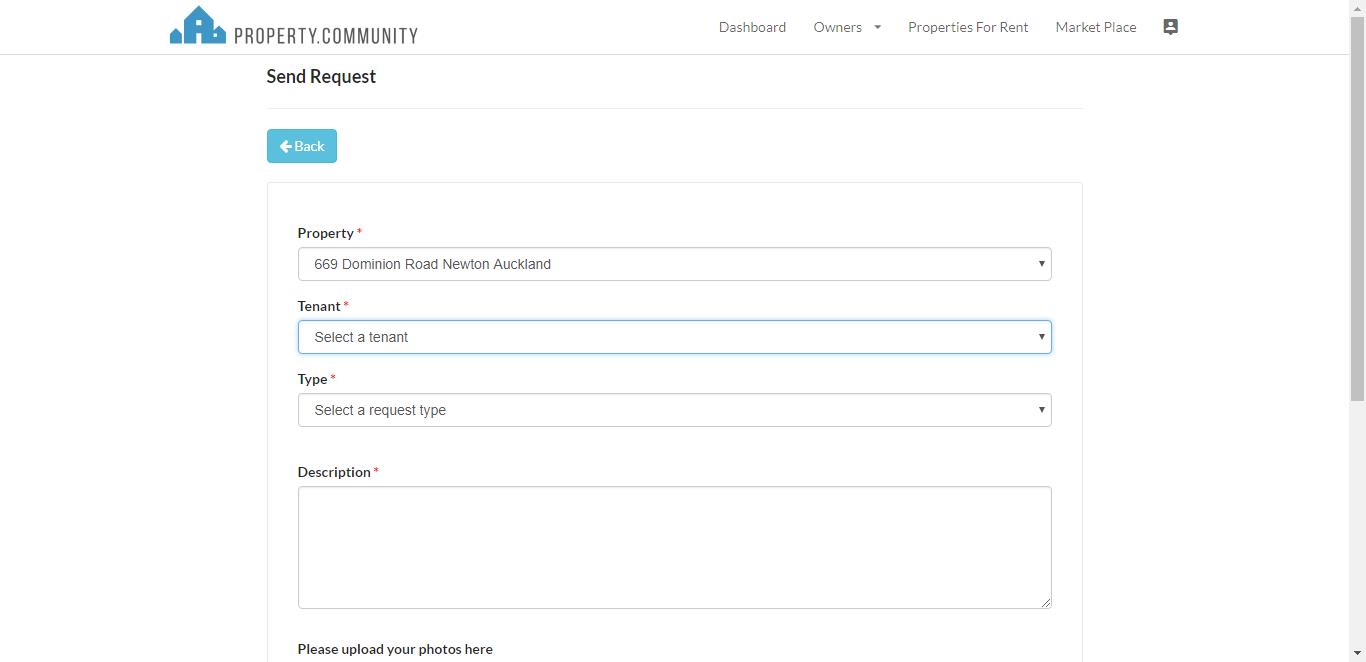 PROPERTY.COMMUNITY
Dashboard Owners Properties For Rent Market Place
Send Request
Back
Property *
669 Dominion Road Newton Auckland
Tenant *
Select a tenant
Type *
Select a request type
Description *
Please upload your photos here